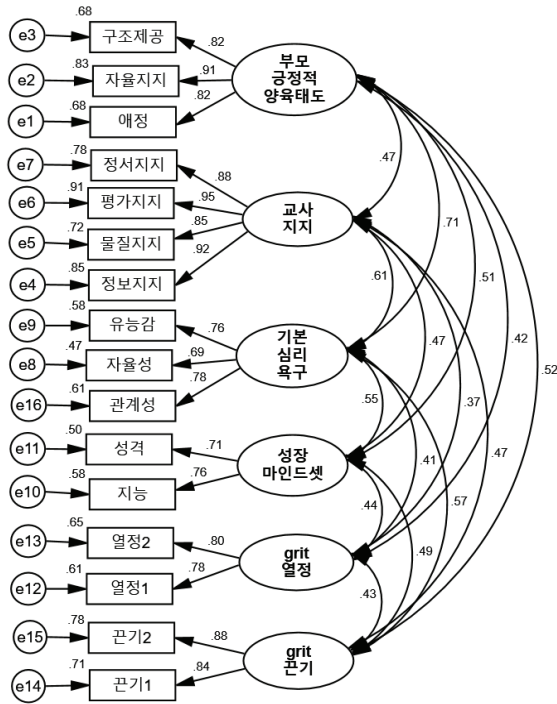 .68
e3 구조제공 .82
.83
e2 자율지지 .91
.68
e1 애정 .82
부모
긍정적
양육태도
.78
e7 정서지지 .88
.91
e6 평가지지 .95
.72
e5 물질지지 .85
.85
e4 정보지지 .92
교사
지지
.58
e9 유능감 .76
.47
e8 자율성 .69
.61
e16 관계성 .78
기본
심리
욕구
.50
e11 성격 .71
.58
e10 지능 .76
성장
마인드셋
.65
e13 열정2 .80
.61
e12 열정1 .78
grit
열정
.78
e15 끈기2 .88
.71
e14 끈기1 .84
grit
끈기
.47
.71
.61
.51
.47
.42
.52
.55
.37
.41
.47
.44
.57
.49
.43